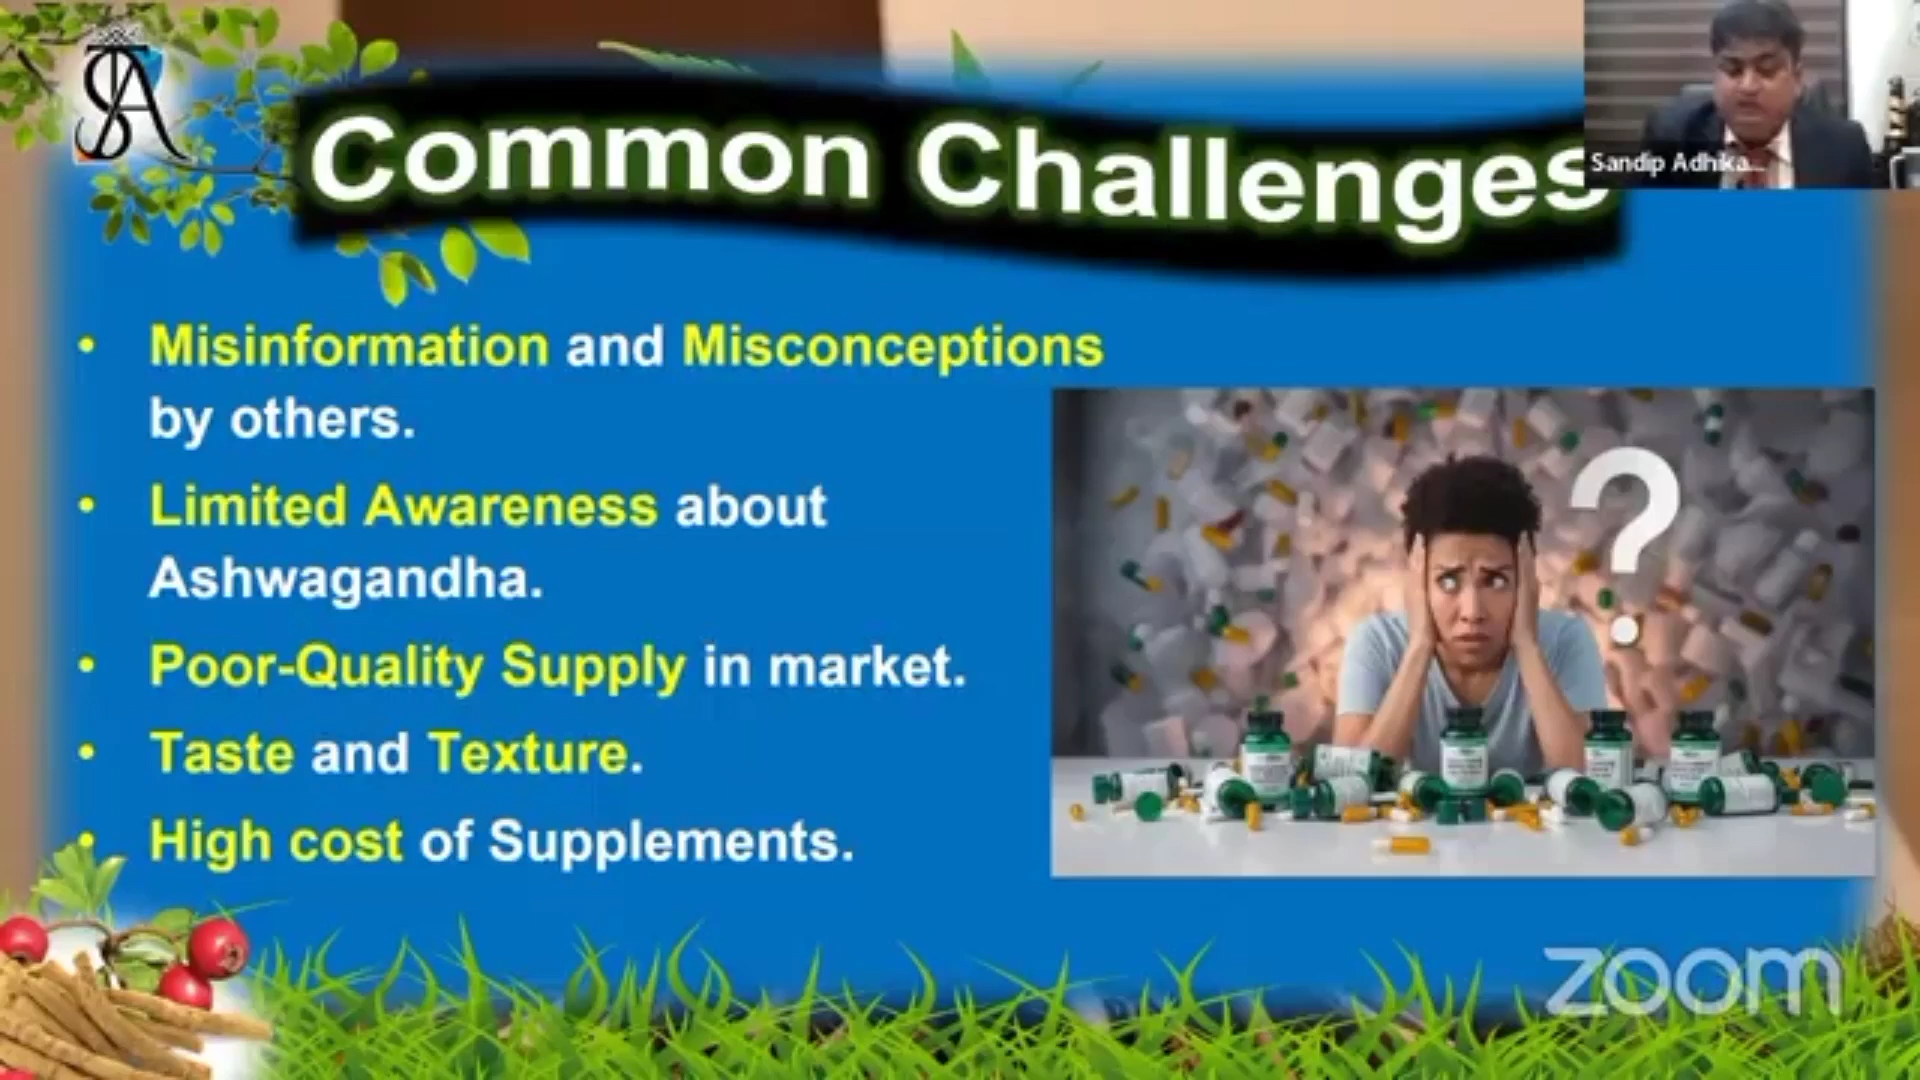 Common Challenges
Sandip Adhika...
• Misinformation and Misconceptions
by others.
• Limited Awareness about
Ashwagandha.
• Poor-Quality Supply in market.
• Taste and Texture.
• High cost of Supplements.
?
zoom